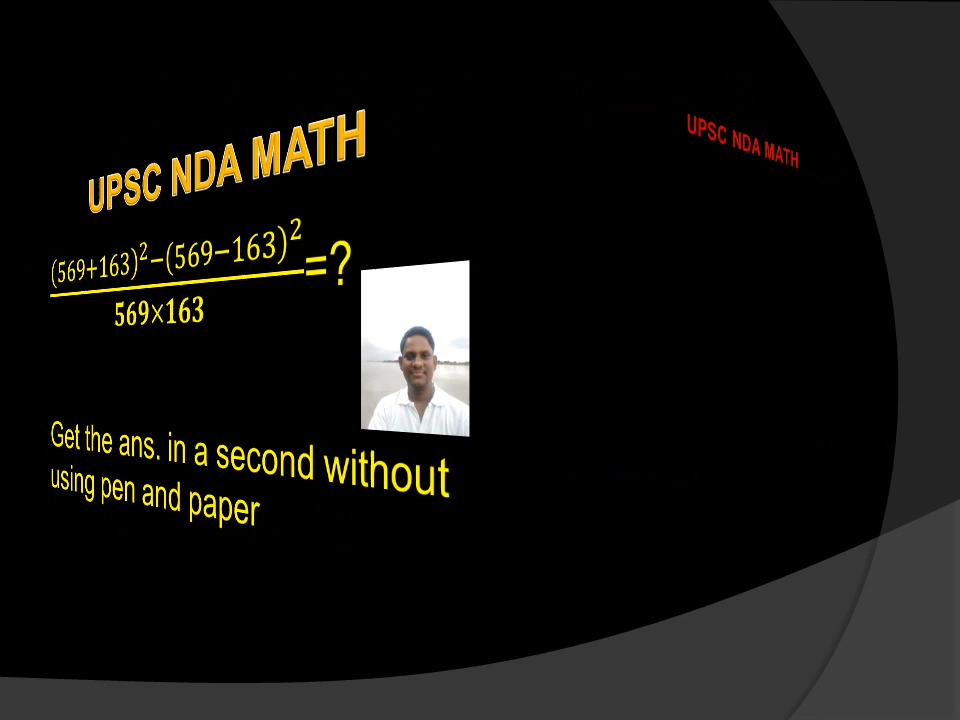 UPSC NDA MATH
UPSC NDA MATH
(569+163)²−(569−163)²
=?
569×163
Get the ans. in a second without
using pen and paper